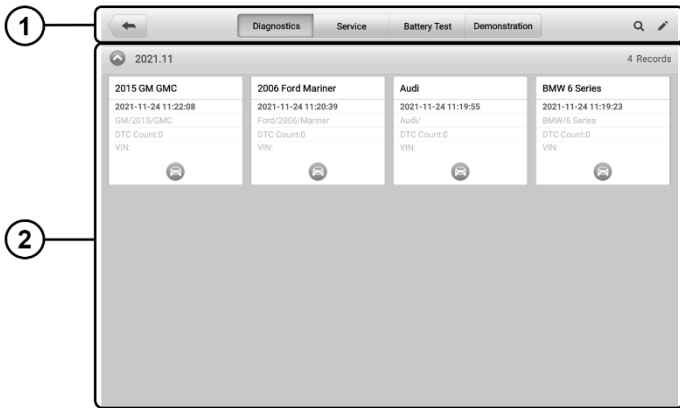 1
Diagnostics Service Battery Test Demonstration
2021.11 4 Records
2
2015 GM GMC
2021-11-24 11:22:08
GM/2015/GMC
DTC Count:0
VIN:
2006 Ford Mariner
2021-11-24 11:20:39
Ford/2006/Mariner
DTC Count:0
VIN:
Audi
2021-11-24 11:19:55
Audi/
DTC Count:0
VIN:
BMW 6 Series
2021-11-24 11:19:23
BMW/6 Series
DTC Count:0
VIN: